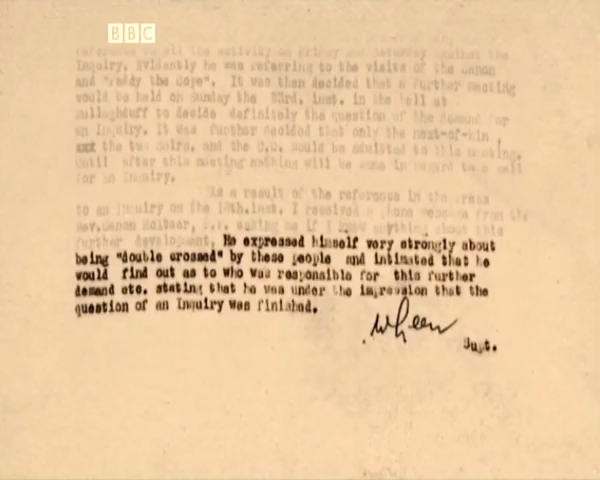 BBC
reference to all the activity on Friday and Saturday against the
Inquiry, evidently he was referring to the visits of the Canon
and "Paddy the Cope". It was then decided that a further meeting
would be held on Sunday the 23rd. inst. in the hall at
Mullaghduff to decide definitely the question of the demand for
an Inquiry. It was further decided that only the next-of-kin
the two and the C.C. would be admitted to this meeting.
Until after this meeting nothing will be done in regard to a call
for an Inquiry.
As a result of the reference in the press
to an Inquiry on the 18th.inst. I received a phone message from the
Rev.Canon asking me if I knew anything about this
further development. He expressed himself very strongly about
being "double crossed" by these people and intimated that he
would find out as to who was responsible for this further
demand etc. stating that he was under the impression that the
question of an Inquiry was finished.
Supt.